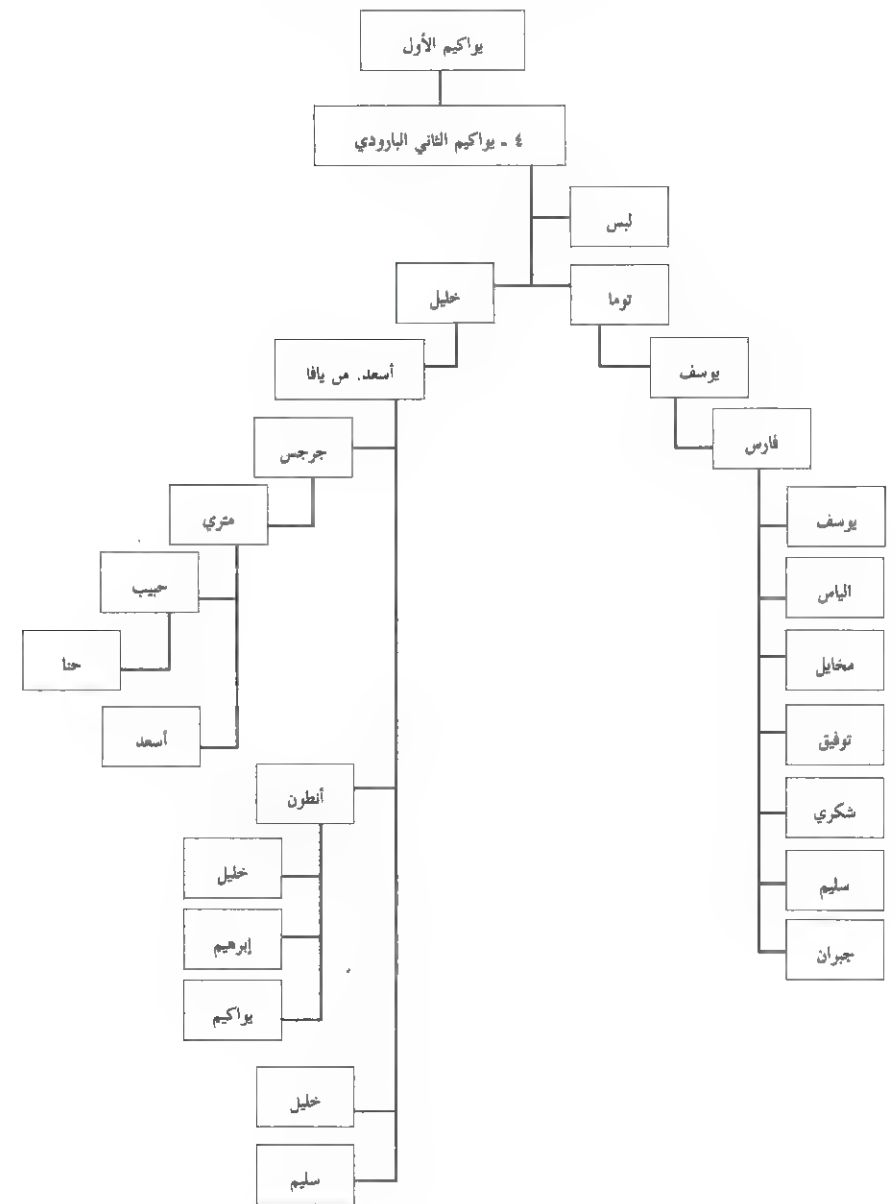 يواكيم الأول
٤ - يواكيم الثاني البارودي
لبس
توما
خليل
يوسف
أسعد. من يافا
فارس
جرجس
متري
يوسف
حبيب
الياس
حنا
مخايل
أسعد
توفيق
أنطون
شكري
خليل
سليم
إبرهيم
جبران
يواكيم
خليل
سليم